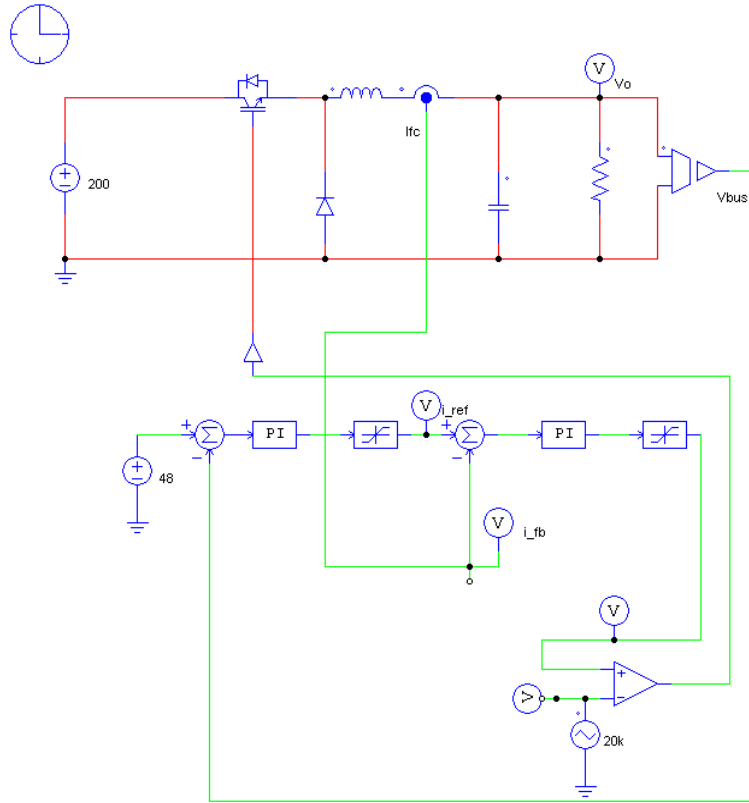 V
Vo
Ifc
200
Vbus
V
i_ref
+
Σ
PI
+
Σ
PI
−
−
48
V
i_fb
V
+
V
−
20k